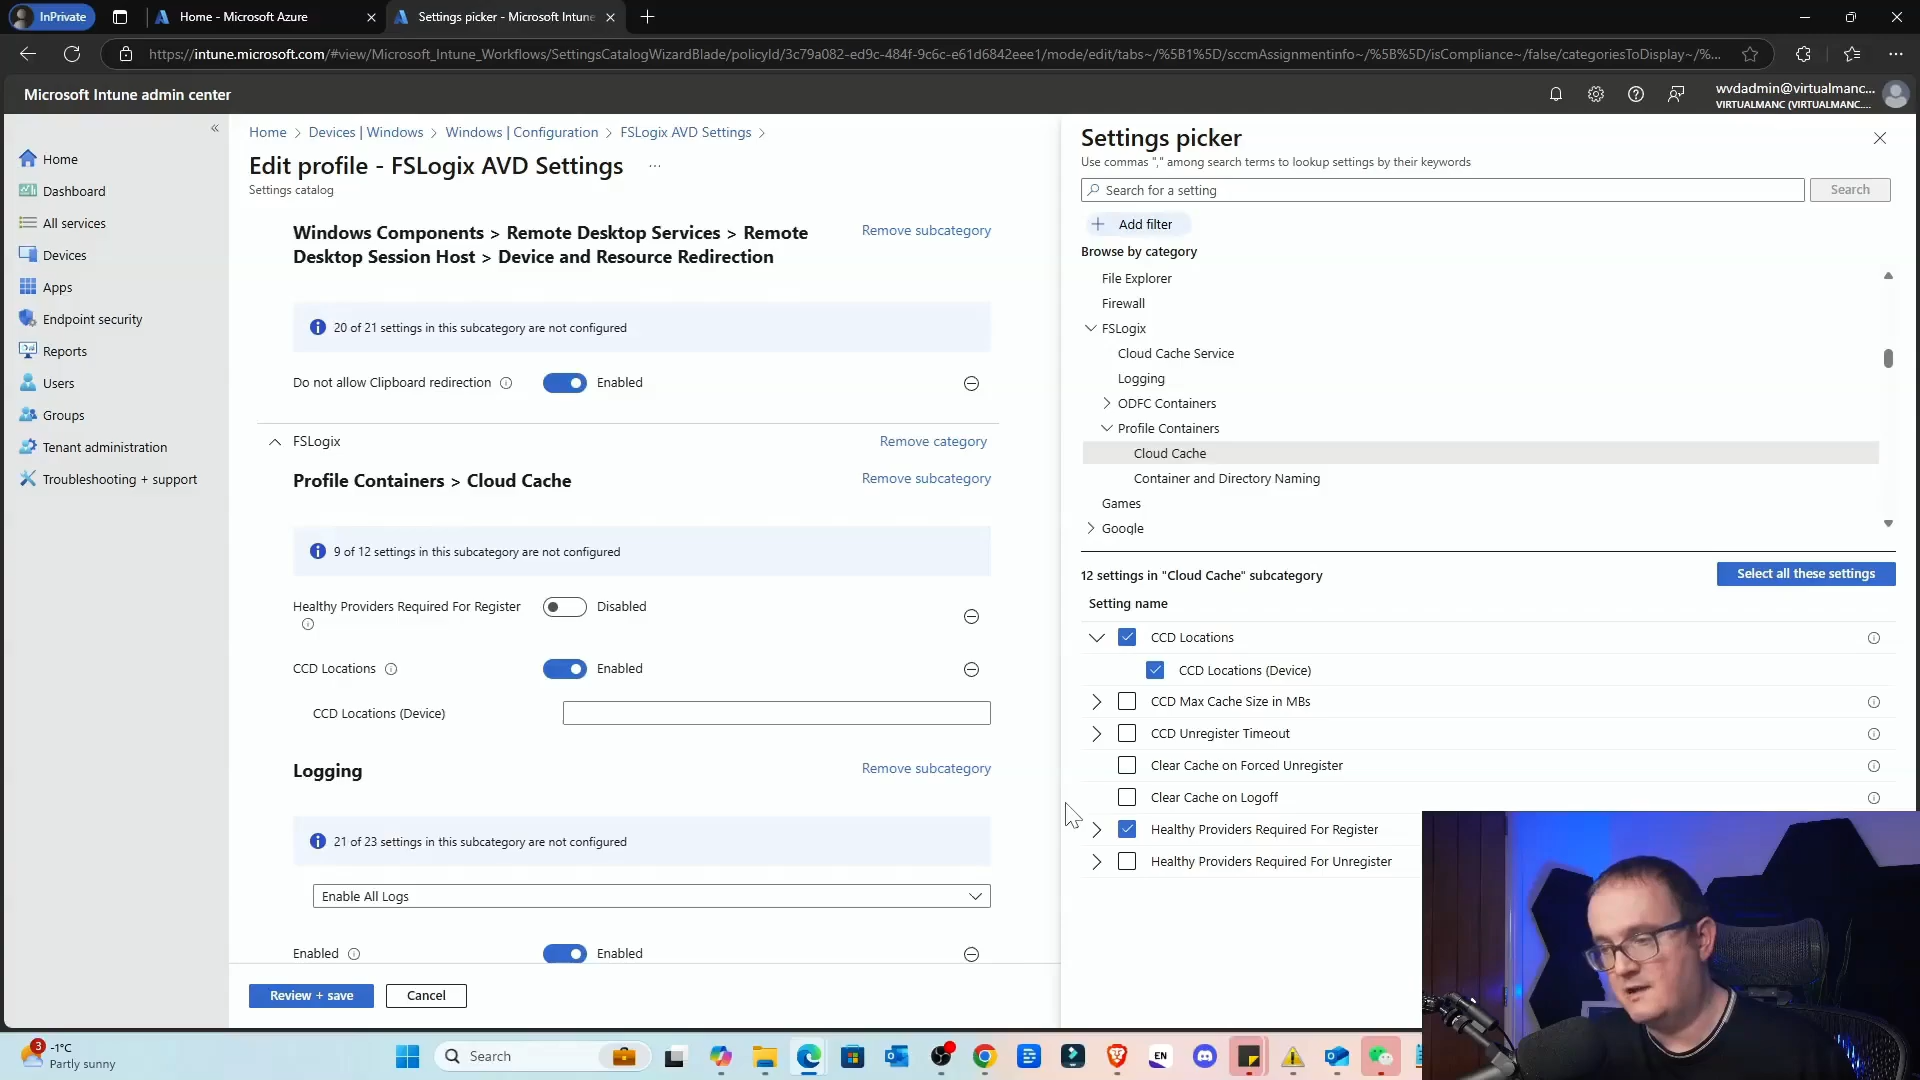 InPrivate
Home - Microsoft Azure
Settings picker - Microsoft Intune
https://intune.microsoft.com/#view/Microsoft_Intune_Workflows/SettingsCatalogWizardBlade/policyId/3c79a082-ed9c-484f-9c6c-e61d6842eee1/mode/edit/tabs~/%5B1%5D/sccmAssignmentinfo~/%5B%5D/isCompliance~/false/categoriesToDisplay~/%...
Microsoft Intune admin center
wvdadmin@virtualmanc...
VIRTUALMANC (VIRTUALMANC....
Home
Dashboard
All services
Devices
Apps
Endpoint security
Reports
Users
Groups
Tenant administration
Troubleshooting + support
Home > Devices | Windows > Windows | Configuration > FSLogix AVD Settings >
Edit profile - FSLogix AVD Settings ...
Settings catalog
Windows Components > Remote Desktop Services > Remote
Desktop Session Host > Device and Resource Redirection
Remove subcategory
20 of 21 settings in this subcategory are not configured
Do not allow Clipboard redirection Enabled
FSLogix Remove category
Profile Containers > Cloud Cache Remove subcategory
9 of 12 settings in this subcategory are not configured
Healthy Providers Required For Register Disabled
CCD Locations Enabled
CCD Locations (Device)
Logging Remove subcategory
21 of 23 settings in this subcategory are not configured
Enable All Logs
Enabled Enabled
Review + save Cancel
Settings picker
Use commas "," among search terms to lookup settings by their keywords
Search for a setting Search
Add filter
Browse by category
File Explorer
Firewall
FSLogix
Cloud Cache Service
Logging
ODFC Containers
Profile Containers
Cloud Cache
Container and Directory Naming
Games
Google
12 settings in "Cloud Cache" subcategory Select all these settings
Setting name
CCD Locations
CCD Locations (Device)
CCD Max Cache Size in MBs
CCD Unregister Timeout
Clear Cache on Forced Unregister
Clear Cache on Logoff
Healthy Providers Required For Register
Healthy Providers Required For Unregister
3
-1°C
Partly sunny
Search
EN